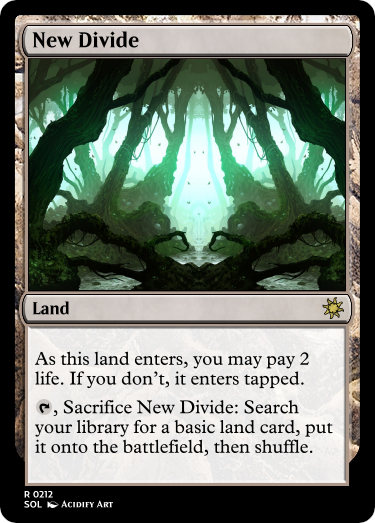 New Divide
Land
As this land enters, you may pay 2
life. If you don't, it enters tapped.
, Sacrifice New Divide: Search
your library for a basic land card, put
it onto the battlefield, then shuffle.
R 0212
SOL Acidify Art